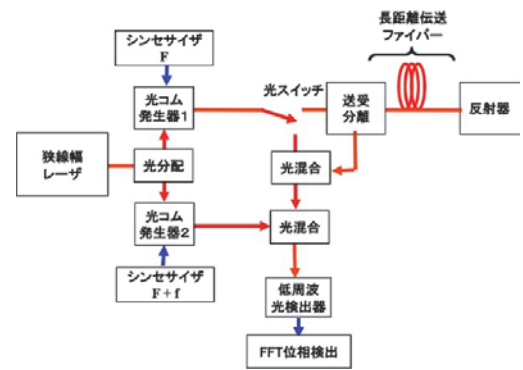 シンセサイザ
F
長距離伝送
ファイバー
光スイッチ
光コム
発生器1
送受
分離
反射器
狭線幅
レーザ
光分配
光混合
光コム
発生器2
光混合
シンセサイザ
F+f
低周波
光検出器
FFT位相検出